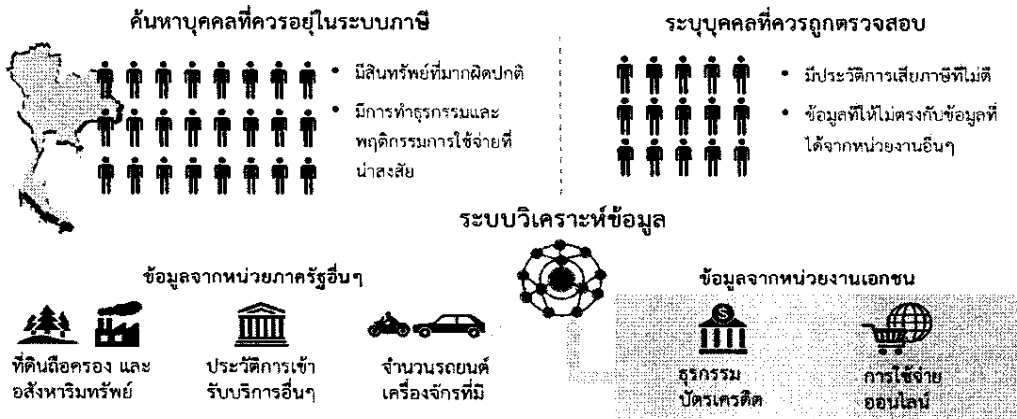 ค้นหาบุคคลที่ควรอยู่ในระบบภาษี
• มีสินทรัพย์ที่มากผิดปกติ
• มีการทำธุรกรรมและ
พฤติกรรมการใช้จ่ายที่
น่าสงสัย
ระบุบุคคลที่ควรถูกตรวจสอบ
• มีประวัติการเสียภาษีที่ไม่ดี
• ข้อมูลที่ให้ไม่ตรงกับข้อมูลที่
ได้จากหน่วยงานอื่นๆ
ระบบวิเคราะห์ข้อมูล
ข้อมูลจากหน่วยภาครัฐอื่นๆ
ที่ดินถือครอง และ
อสังหาริมทรัพย์
ประวัติการเข้า
รับบริการอื่นๆ
จำนวนรถยนต์
เครื่องจักรที่มี
ข้อมูลจากหน่วยงานเอกชน
$
ธุรกรรม
บัตรเครดิต
การใช้จ่าย
ออนไลน์